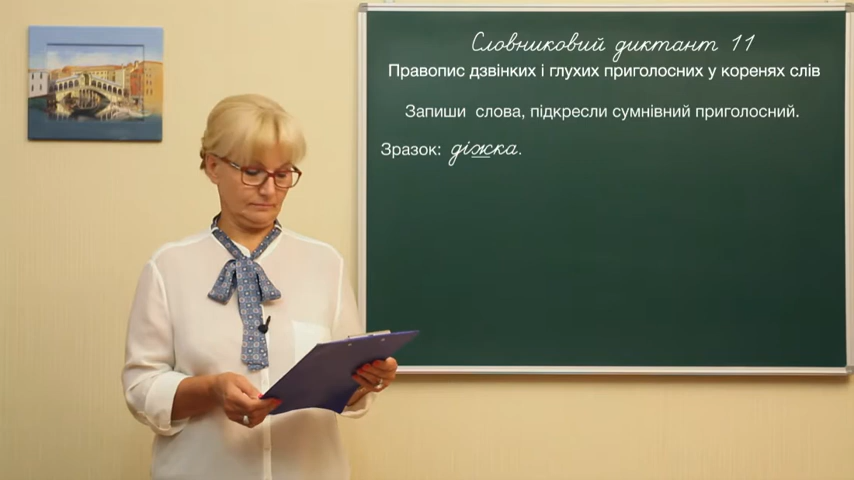 Словниковий диктант 11
Правопис дзвінких і глухих приголосних у коренях слів
Запиши слова, підкресли сумнівний приголосний.
Зразок: діжка.